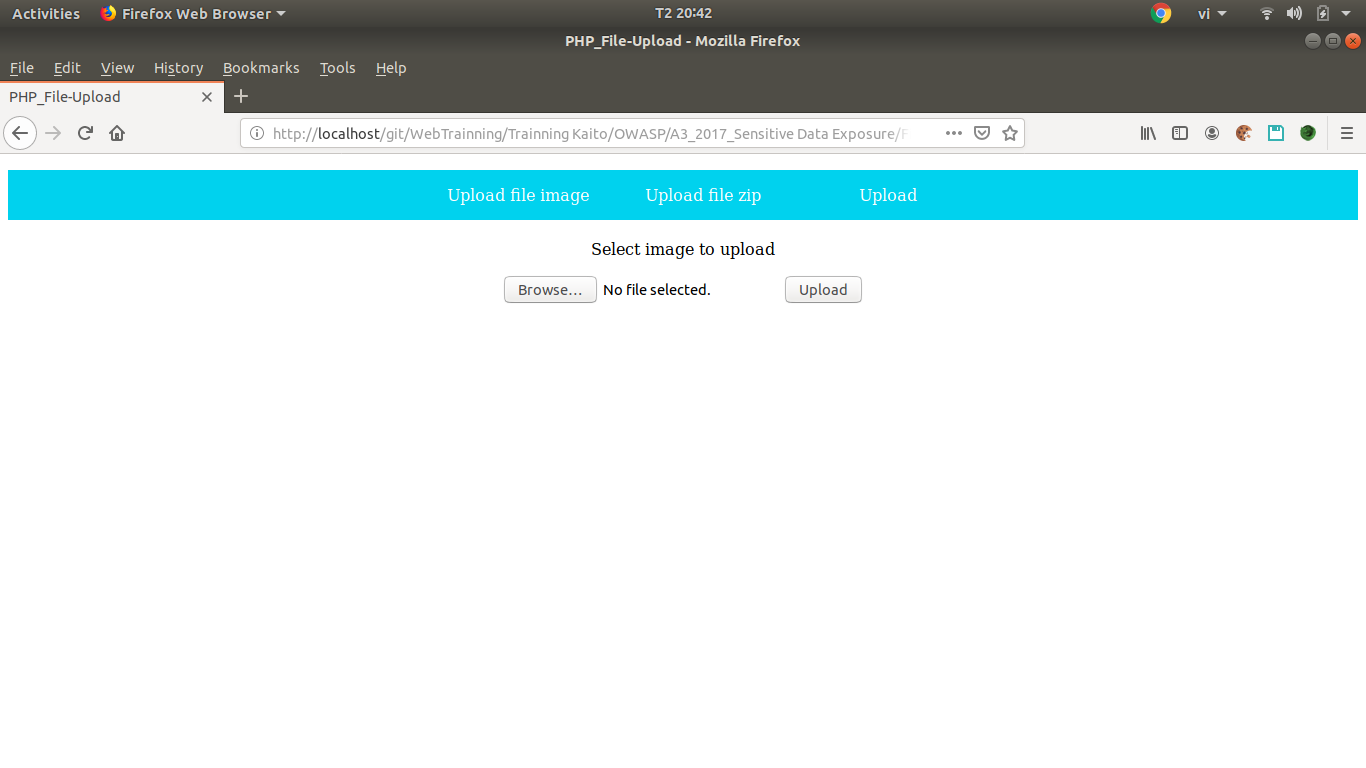 Activities Firefox Web Browser T2 20:42 vi
PHP_File-Upload - Mozilla Firefox
File Edit View History Bookmarks Tools Help
PHP_File-Upload
http://localhost/git/WebTrainning/Trainning Kaito/OWASP/A3_2017_Sensitive Data Exposure/F
Upload file image Upload file zip Upload
Select image to upload
Browse... No file selected. Upload